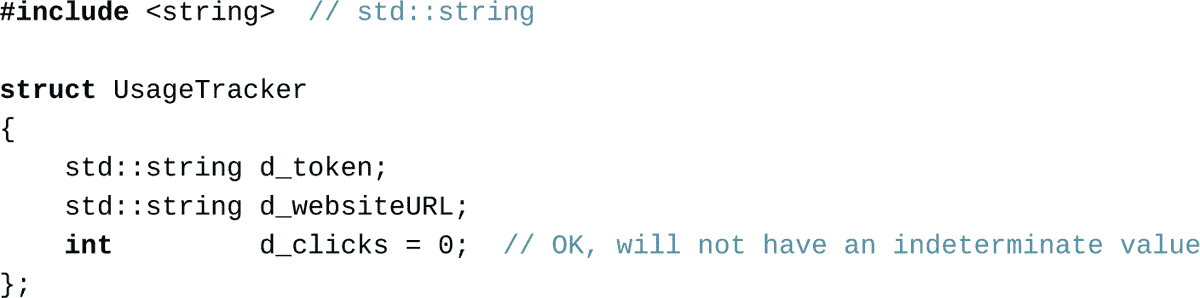 #include <string>  // std::string

struct UsageTracker
{
    std::string d_token;
    std::string d_websiteURL;
    int         d_clicks = 0;  // OK, will not have an indeterminate value
};